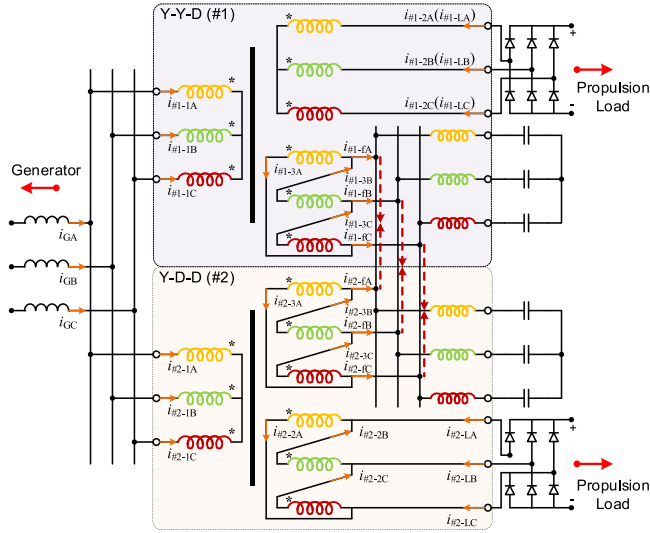 Y-Y-D (#1)
* * i#1-2A(i#1-LA)
+
* i#1-2B(i#1-LB)
* i#1-1A
* i#1-2C(i#1-LC)
-
Propulsion
Load
* i#1-1B
* i#1-fA
i#1-3A
i#1-3B
Generator
* i#1-1C
* i#1-fB
i#1-3C
* i#1-fC
iGA
iGB
Y-D-D (#2)
* i#2-fA
i#2-3A
i#2-3B
iGC
* i#2-fB
i#2-3C
* i#2-1A
* i#2-fC
* i#2-1B
* i#2-2A
i#2-2B
i#2-LA
+
* i#2-1C
* i#2-2C
i#2-LB
-
Propulsion
Load
* i#2-LC